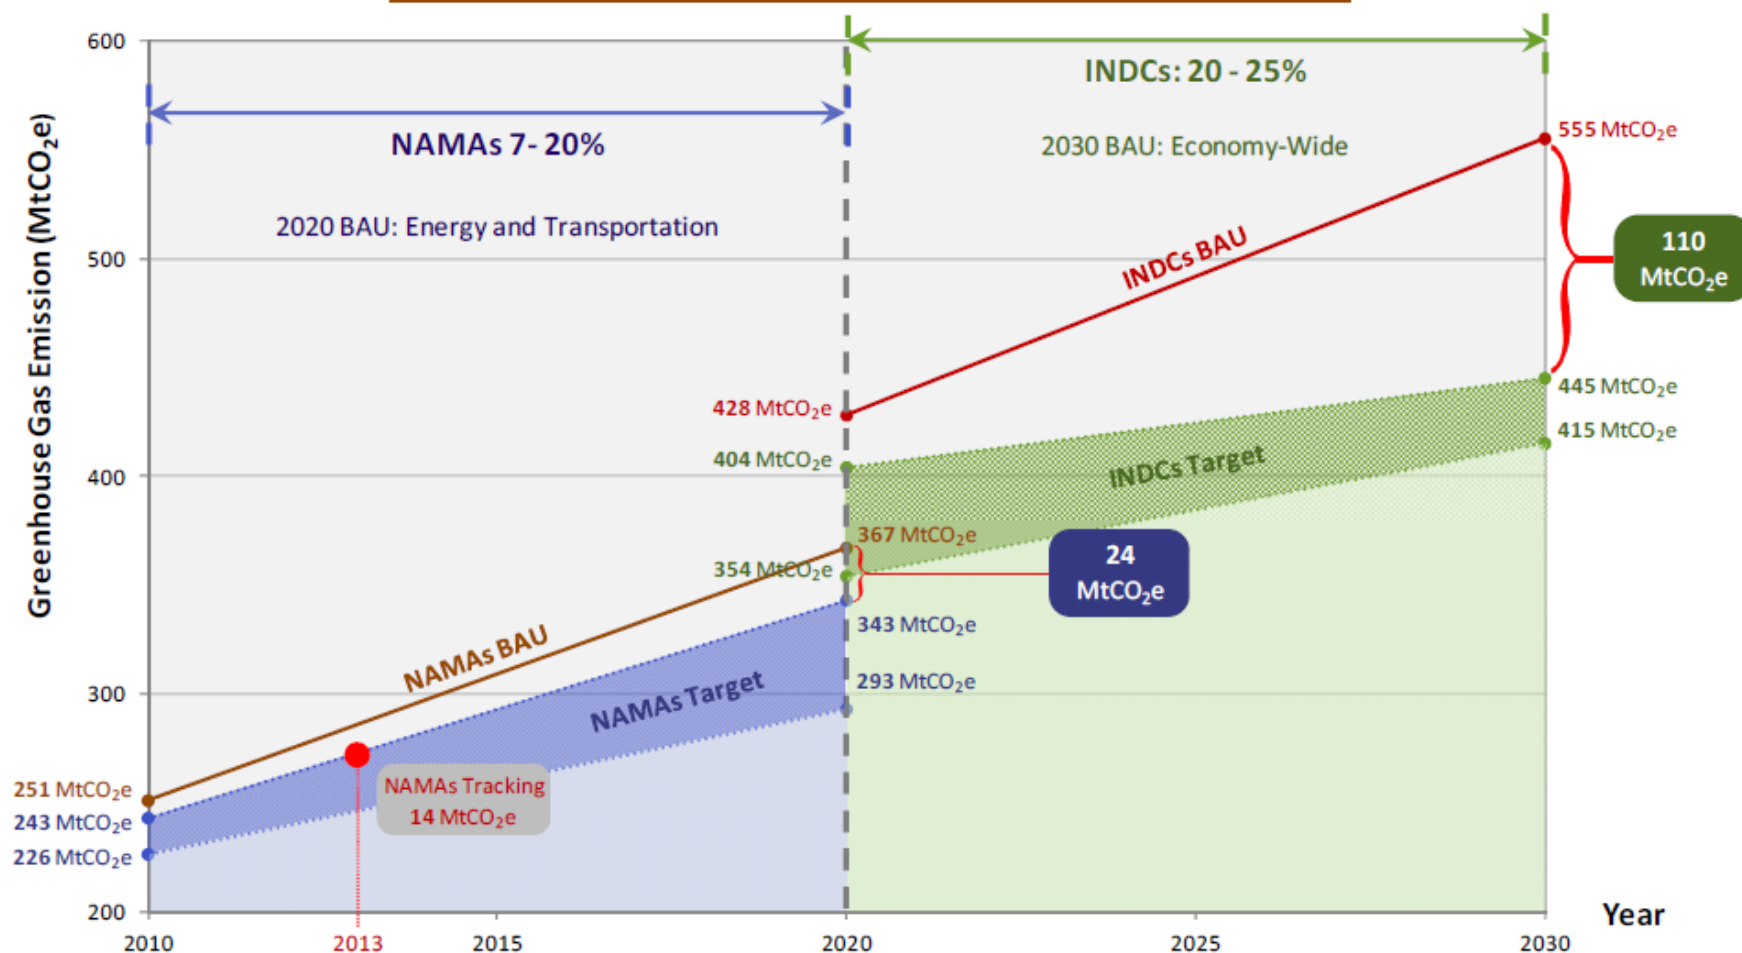 INDCs: 20 - 25%
NAMAs 7- 20%
2030 BAU: Economy-Wide
2020 BAU: Energy and Transportation
Greenhouse Gas Emission (MtCO₂e)
600
500
400
300
200
555 MtCO₂e
INDCs BAU
110
MtCO₂e
428 MtCO₂e
445 MtCO₂e
415 MtCO₂e
404 MtCO₂e
INDCs Target
367 MtCO₂e
354 MtCO₂e
24
MtCO₂e
343 MtCO₂e
NAMAs BAU
293 MtCO₂e
NAMAs Target
251 MtCO₂e
243 MtCO₂e
226 MtCO₂e
NAMAs Tracking
14 MtCO₂e
Year
2010
2013
2015
2020
2025
2030